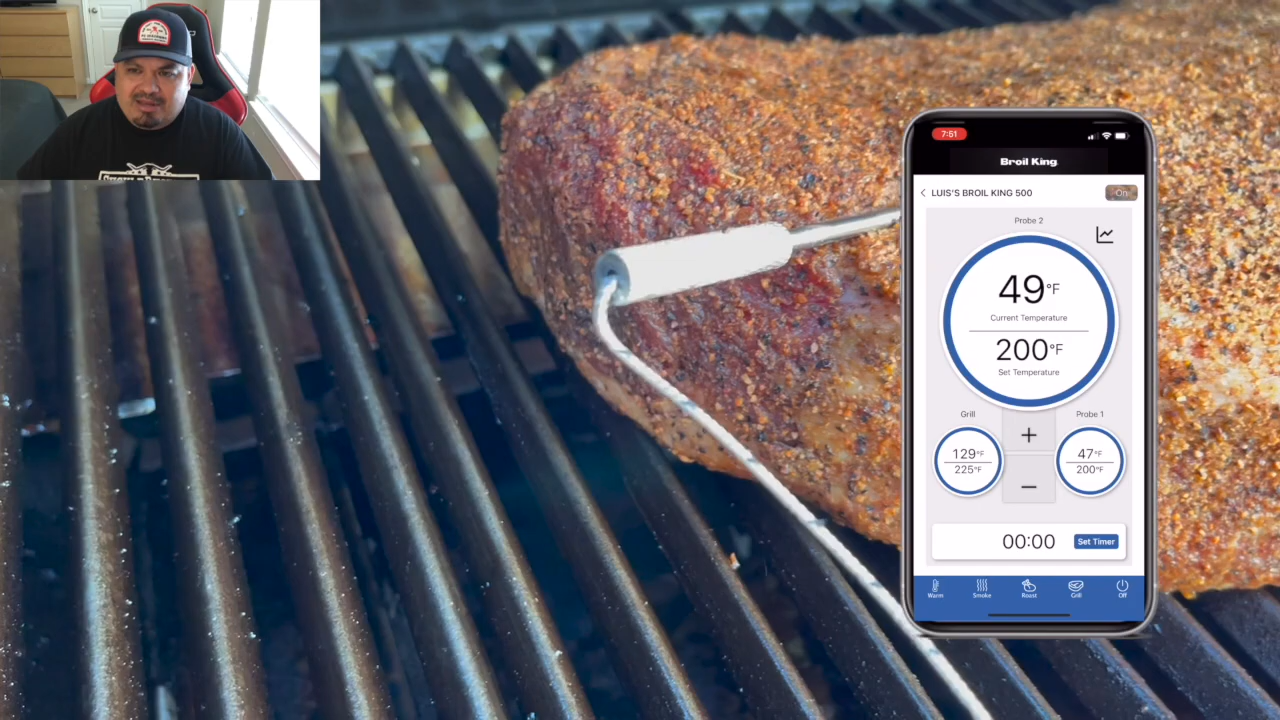 7:51
Broil King
LUIS'S BROIL KING 500
On
Probe 2
49°F
Current Temperature
200°F
Set Temperature
Grill
Probe 1
129°F
225°F
+
47°F
200°F
−
00:00
Set Timer
Warm
Smoke
Roast
Grill
Off